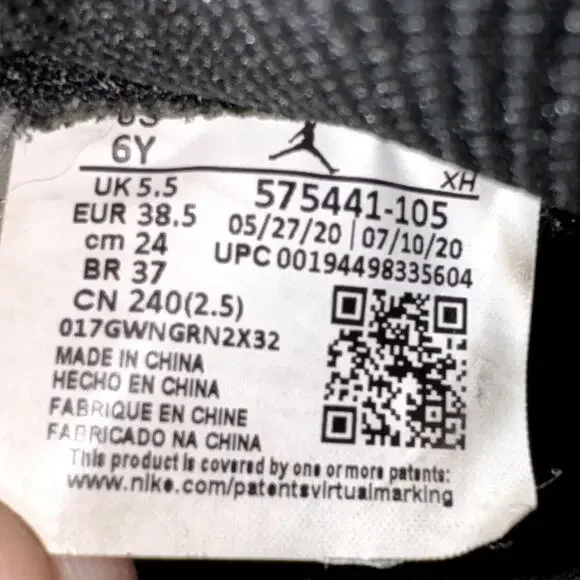 US
6Y
XH
UK 5.5
575441-105
EUR 38.5
05/27/20 | 07/10/20
cm 24
UPC 00194498335604
BR 37
CN 240(2.5)
017GWNGRN2X32
MADE IN CHINA
HECHO EN CHINA
FABRIQUE EN CHINE
FABRICADO NA CHINA
This product is covered by one or more patents:
www.nike.com/patentsvirtualmarking